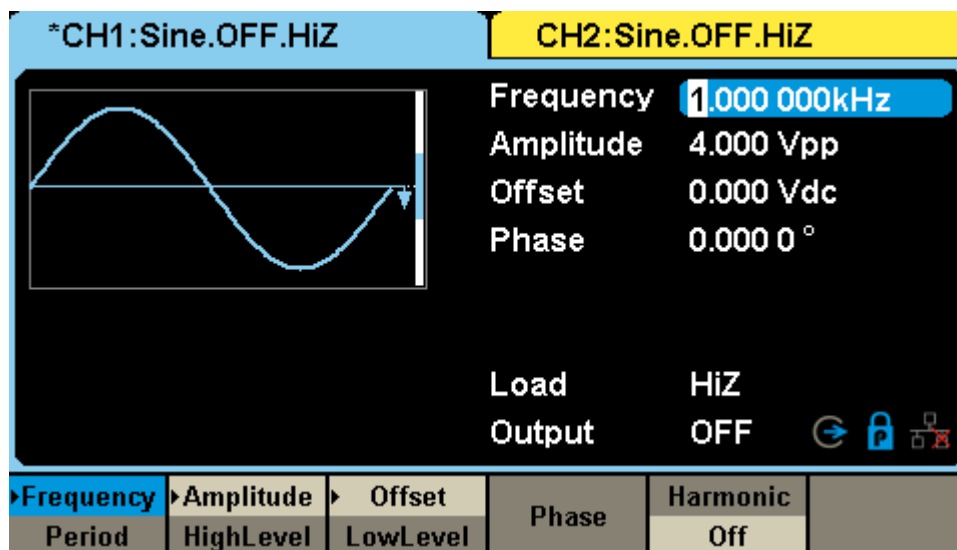 *CH1:Sine.OFF.HiZ CH2:Sine.OFF.HiZ
Frequency 1.000 000kHz
Amplitude 4.000 Vpp
Offset 0.000 Vdc
Phase 0.000 0 °
Load HiZ
Output OFF P
Frequency Amplitude Offset Phase Harmonic
Period HighLevel LowLevel Off